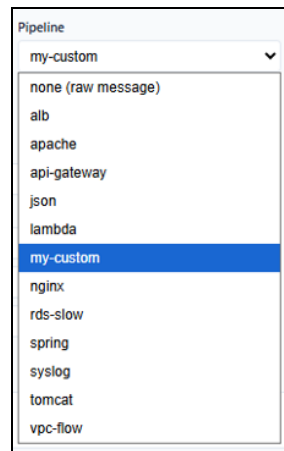 Pipeline
my-custom
none (raw message)
alb
apache
api-gateway
json
lambda
my-custom
nginx
rds-slow
spring
syslog
tomcat
vpc-flow